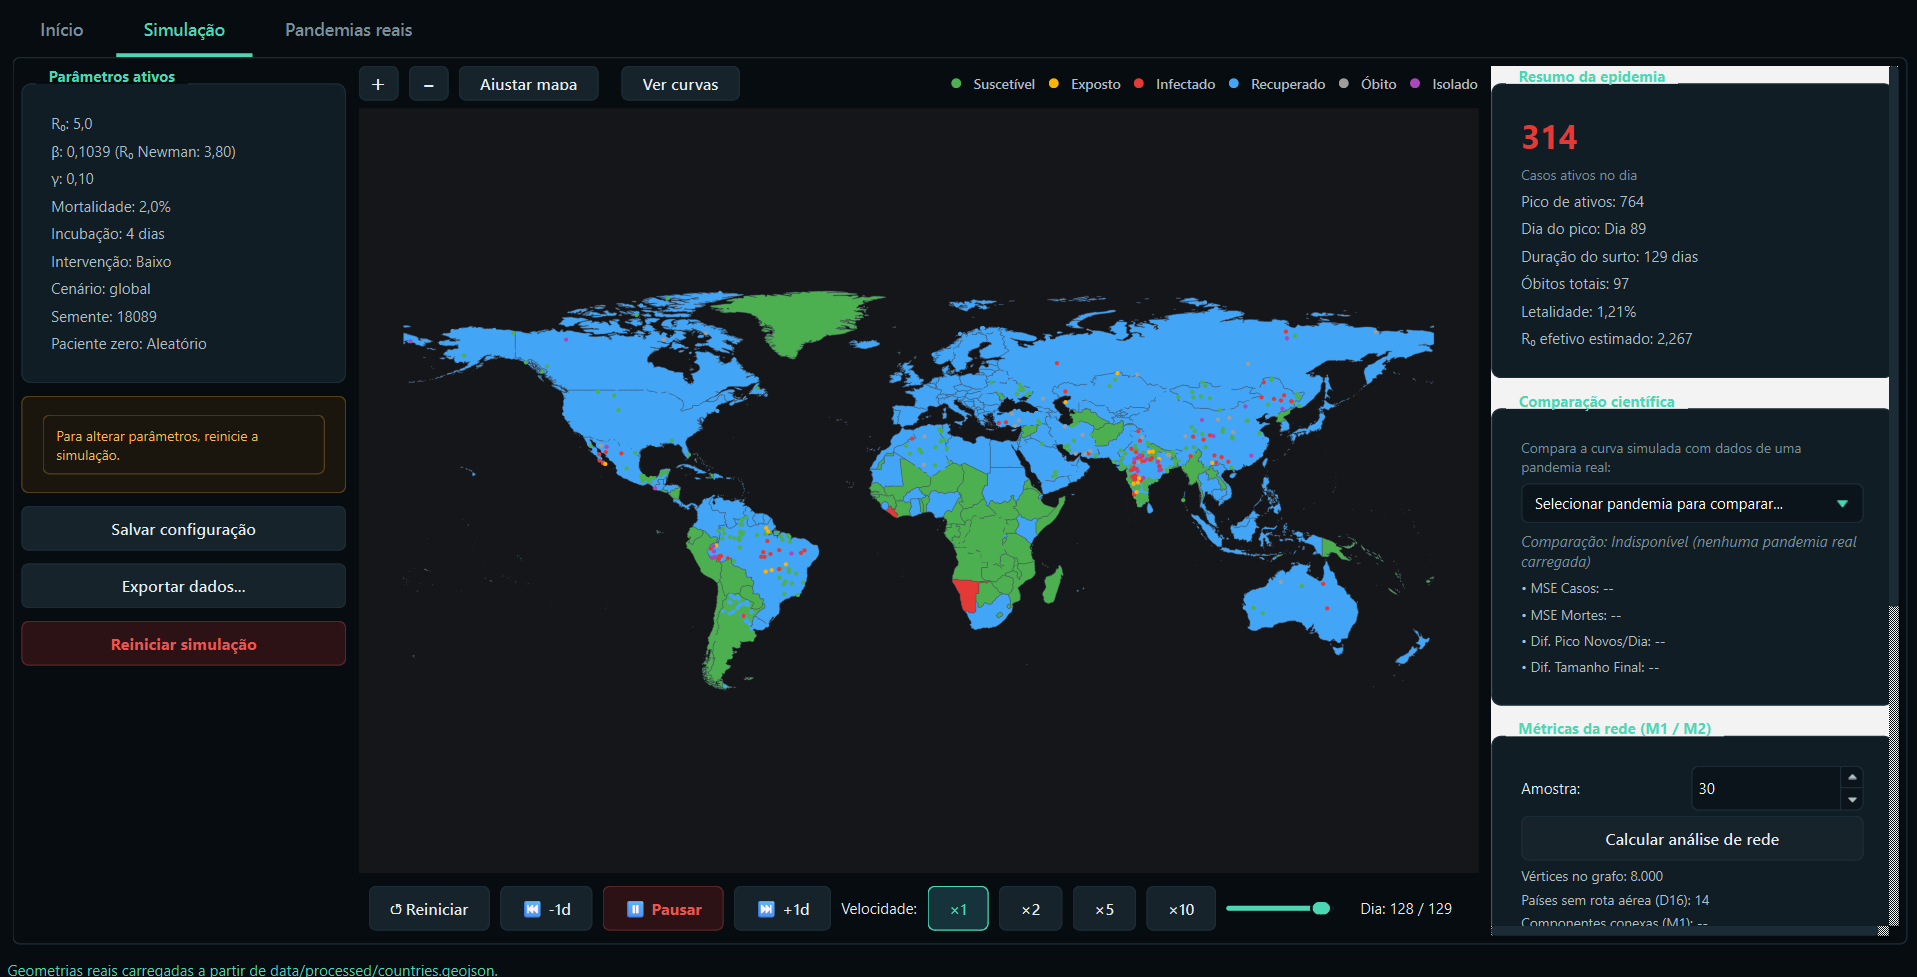 Início
Simulação
Pandemias reais
Parâmetros ativos
R₀: 5,0
β: 0,1039 (R₀ Newman: 3,80)
γ: 0,10
Mortalidade: 2,0%
Incubação: 4 dias
Intervenção: Baixo
Cenário: global
Semente: 18089
Paciente zero: Aleatório
Para alterar parâmetros, reinicie a
simulação.
Salvar configuração
Exportar dados...
Reiniciar simulação
+
–
Ajustar mapa
Ver curvas
Suscetível
Exposto
Infectado
Recuperado
Óbito
Isolado
↺ Reiniciar
⏮ -1d
⏸ Pausar
⏭ +1d
Velocidade:
×1
×2
×5
×10
Dia: 128 / 129
Resumo da epidemia
314
Casos ativos no dia
Pico de ativos: 764
Dia do pico: Dia 89
Duração do surto: 129 dias
Óbitos totais: 97
Letalidade: 1,21%
R₀ efetivo estimado: 2,267
Comparação científica
Compara a curva simulada com dados de uma
pandemia real:
Selecionar pandemia para comparar...
Comparação: Indisponível (nenhuma pandemia real
carregada)
• MSE Casos: --
• MSE Mortes: --
• Dif. Pico Novos/Dia: --
• Dif. Tamanho Final: --
Métricas da rede (M1 / M2)
Amostra:
30
Calcular análise de rede
Vértices no grafo: 8.000
Países sem rota aérea (D16): 14
Componentes conexas (M1): --
Geometrias reais carregadas a partir de data/processed/countries.geojson.